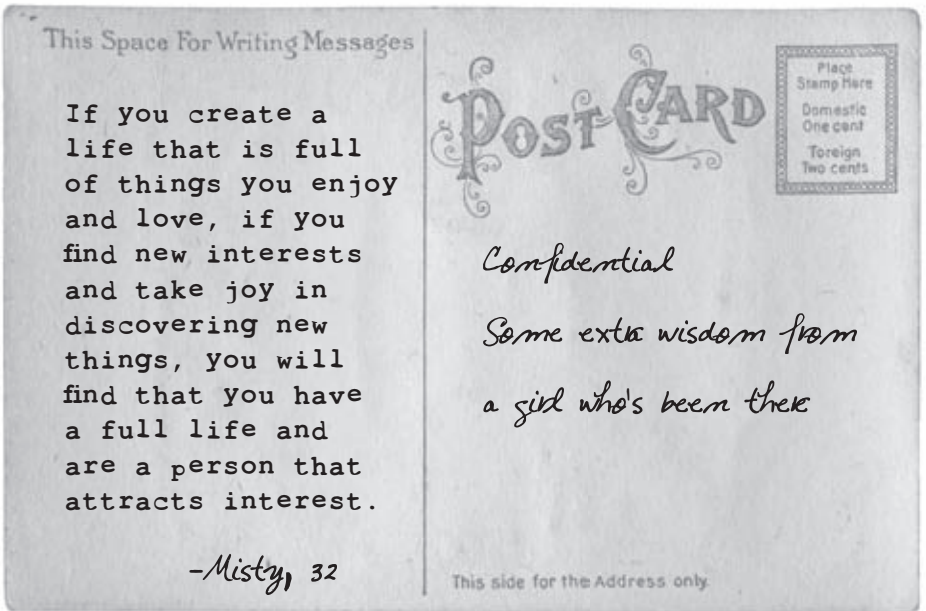 This Space For Writing Messages
If you create a
life that is full
of things you enjoy
and love, if you
find new interests
and take joy in
discovering new
things, you will
find that you have
a full life and
are a person that
attracts interest.
-Misty, 32
POST CARD
Place
Stamp Here
Domestic
One cent
Foreign
Two cents
Confidential
Some extra wisdom from
a girl who's been there
This side for the Address only.